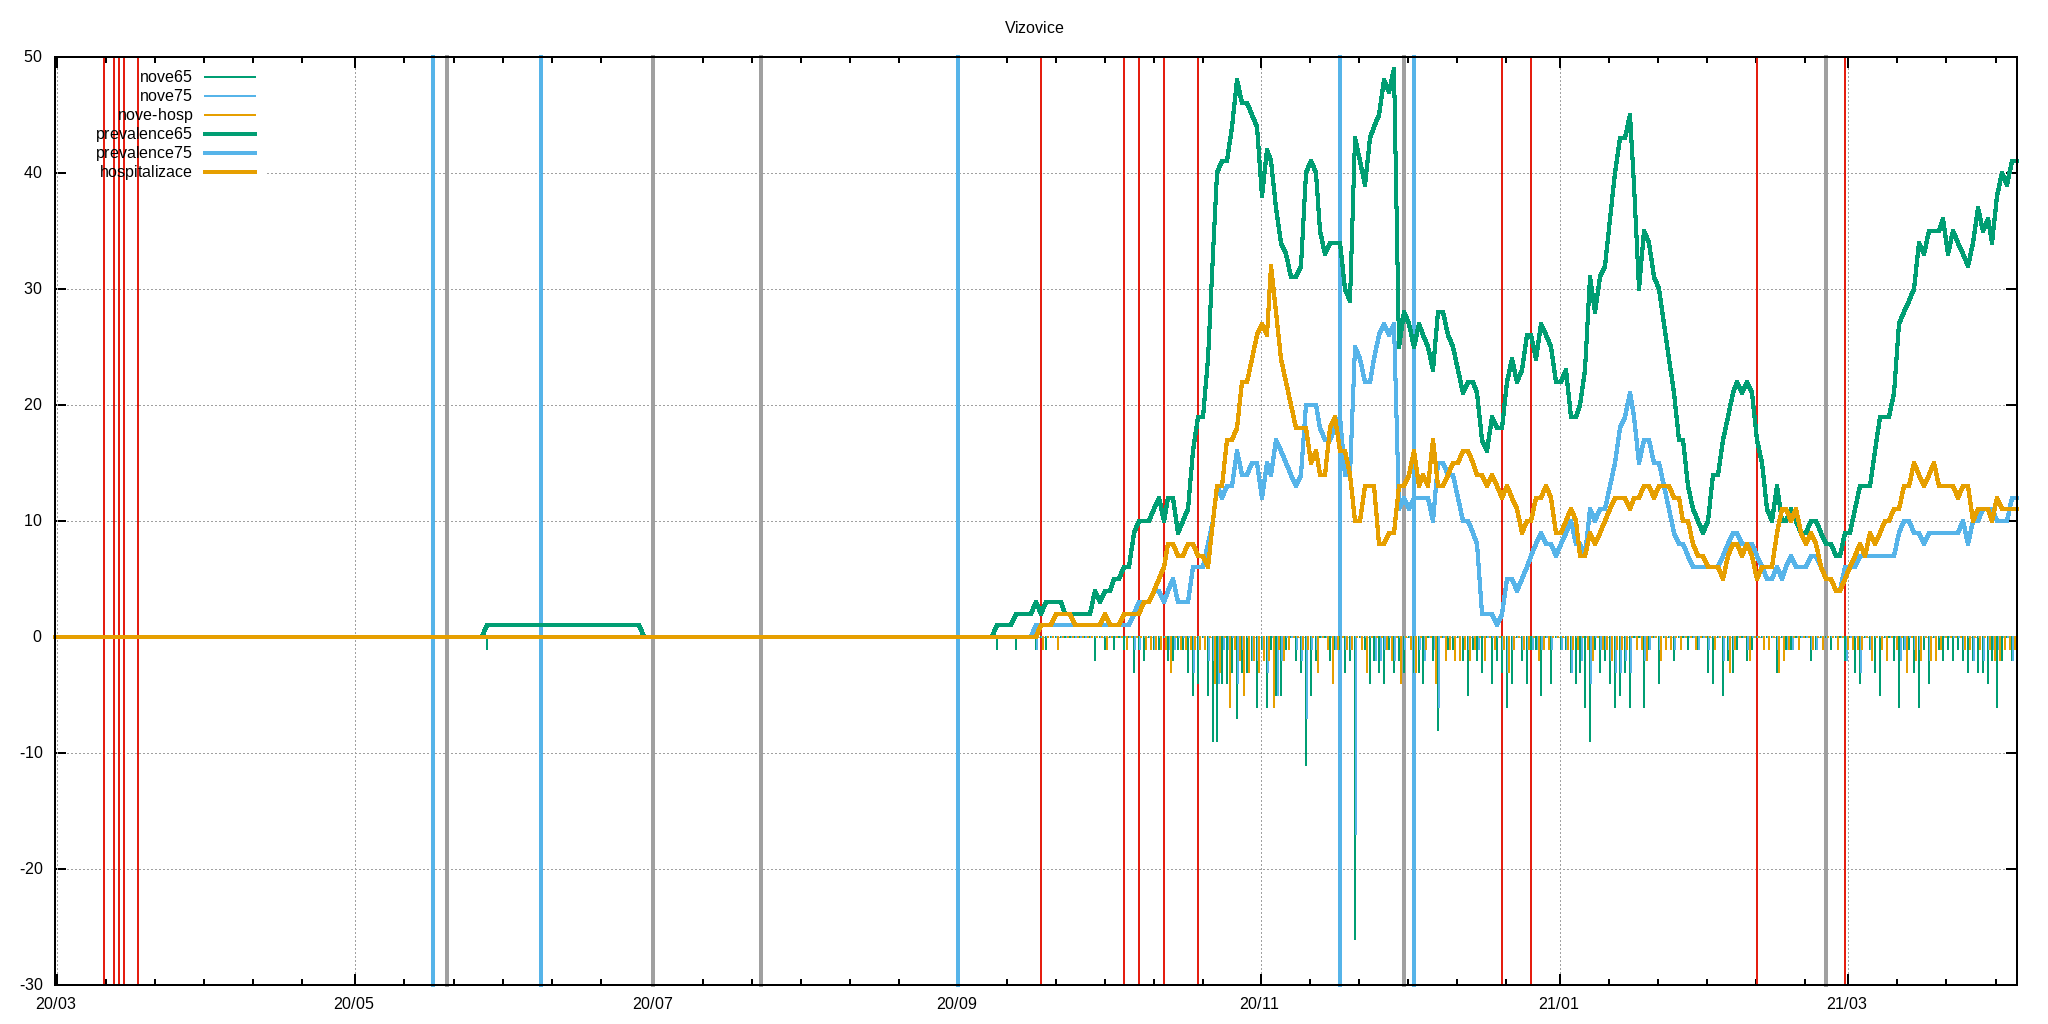 Vizovice
50
40
30
20
10
0
-10
-20
-30
nove65
nove75
nove-hosp
prevalence65
prevalence75
hospitalizace
20/03 20/05 20/07 20/09 20/11 21/01 21/03